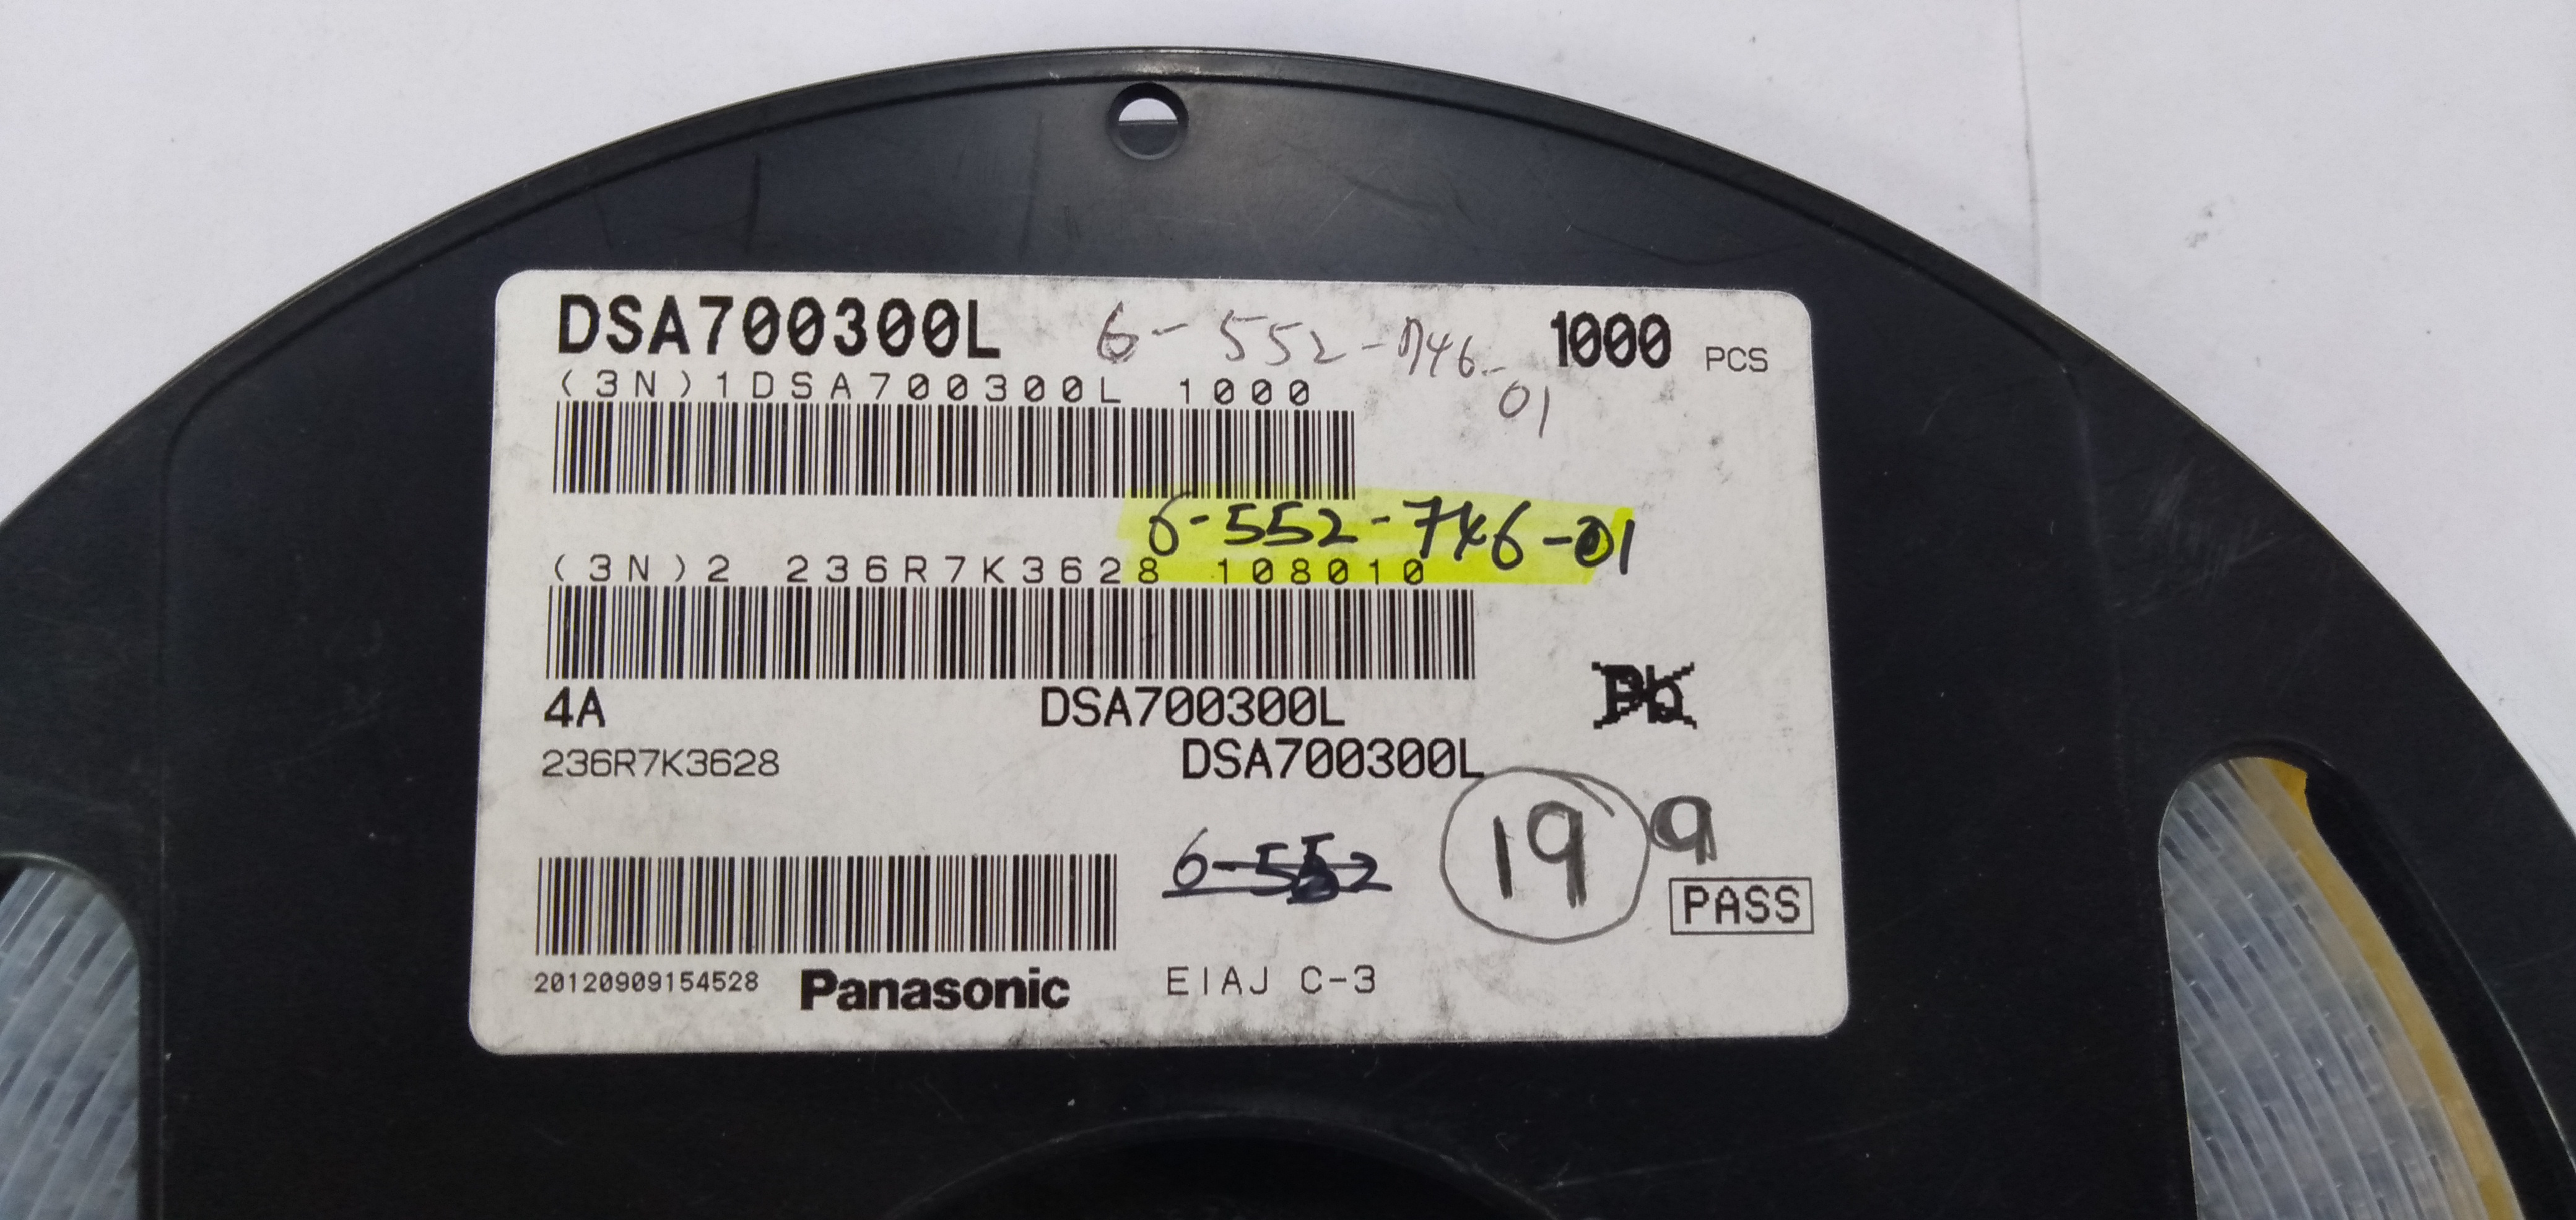 DSA700300L 6-552-746- 1000 PCS
01
(3N)1DSA700300L 1000
6-552-746-01
(3N)2 236R7K3628 108010
4A DSA700300L Pb
236R7K3628 DSA700300L
6-552 19 9
PASS
20120909154528 Panasonic EIAJ C-3